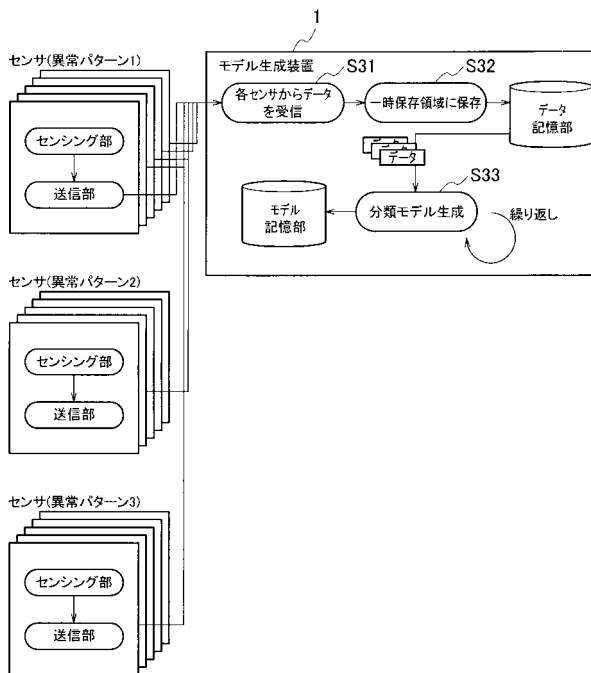 1
センサ(異常パターン1)
センシング部
送信部
モデル生成装置
S31
各センサからデータ
を受信
S32
一時保存領域に保存
データ
記憶部
データ
S33
分類モデル生成
繰り返し
モデル
記憶部
センサ(異常パターン2)
センシング部
送信部
センサ(異常パターン3)
センシング部
送信部